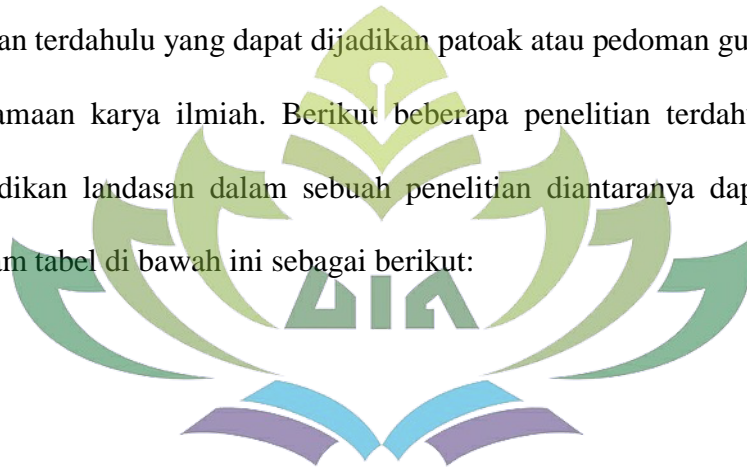 an terdahulu yang dapat dijadikan patoak atau pedoman gu
amaan karya ilmiah. Berikut beberapa penelitian terdah
dikan landasan dalam sebuah penelitian diantaranya dap
am tabel di bawah ini sebagai berikut: